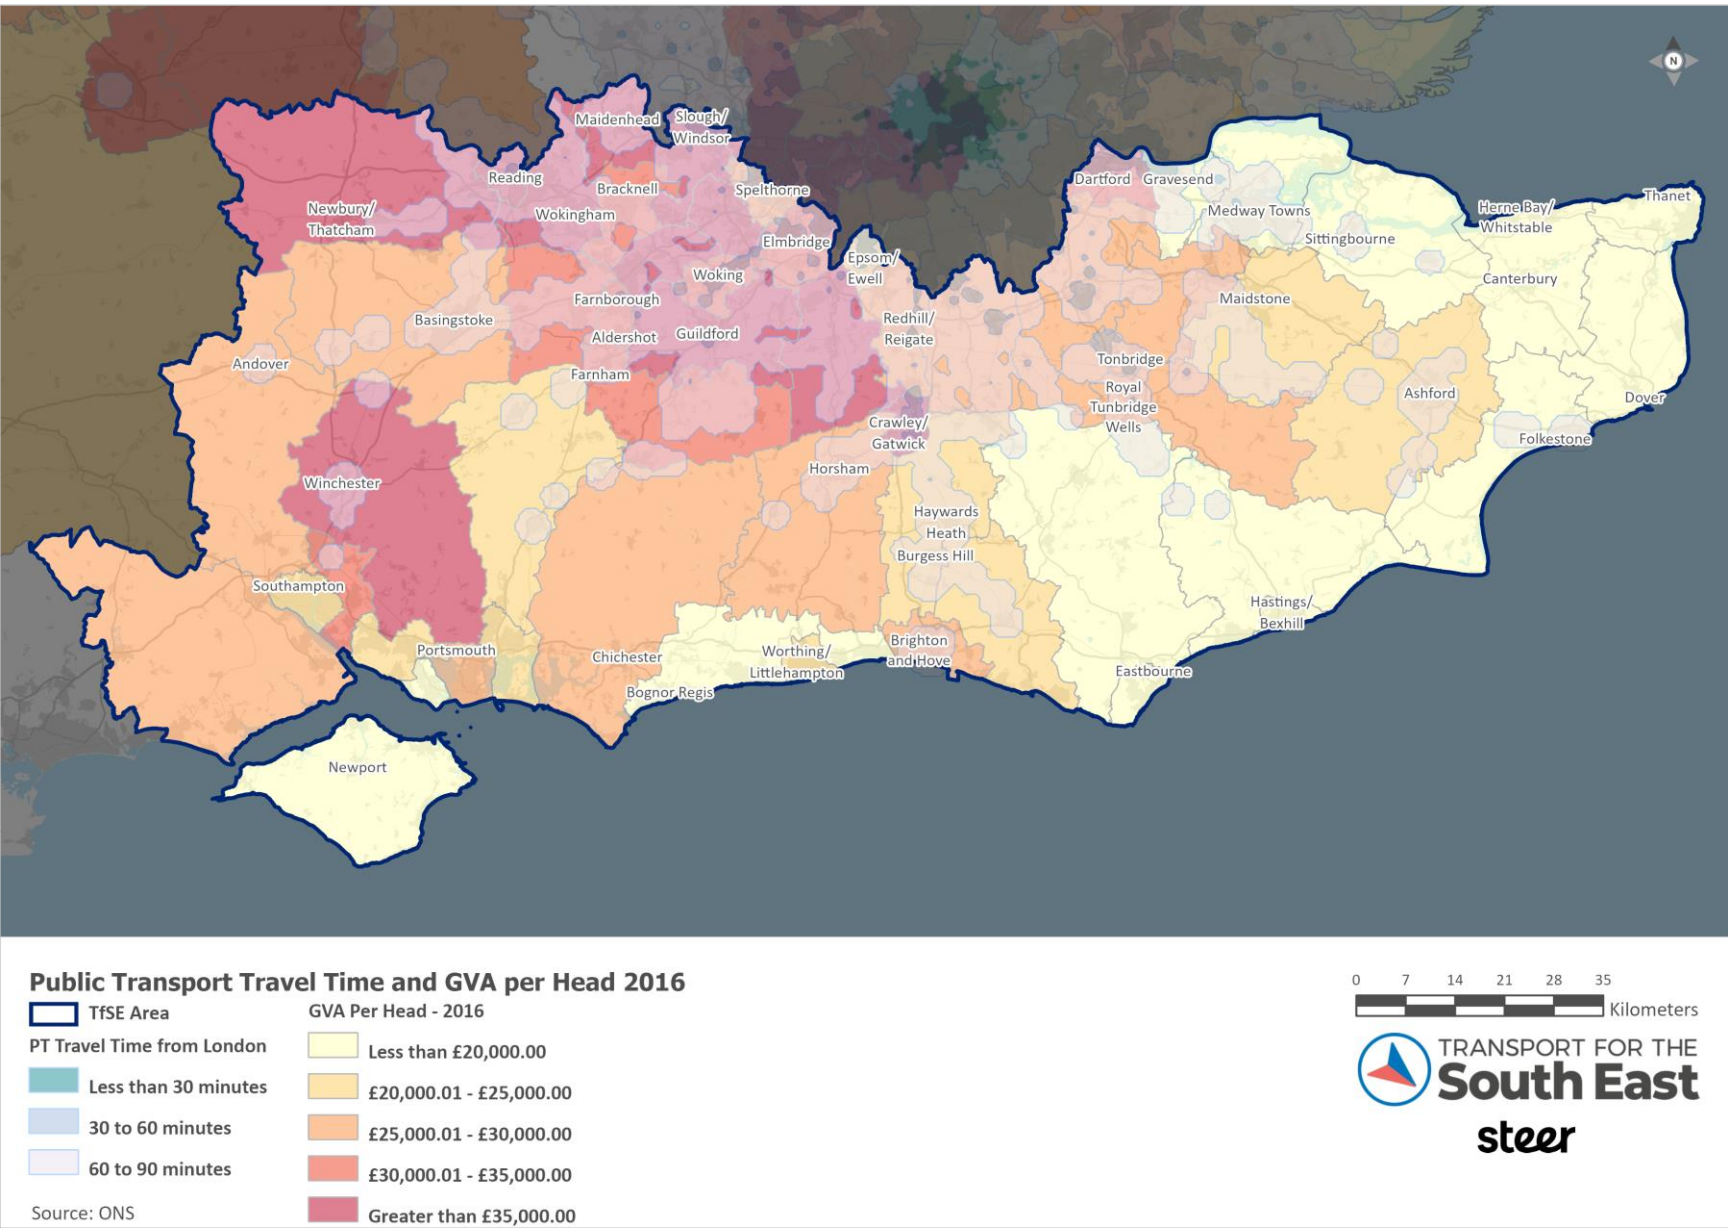 N
Maidenhead
Slough/
Windsor
Reading
Bracknell
Spelthorne
Dartford
Gravesend
Thanet
Newbury/
Thatcham
Wokingham
Medway Towns
Herne Bay/
Whitstable
Elmbridge
Sittingbourne
Epsom/
Ewell
Woking
Canterbury
Farnborough
Maidstone
Basingstoke
Aldershot
Guildford
Redhill/
Reigate
Andover
Farnham
Tonbridge
Royal
Tunbridge
Wells
Ashford
Dover
Crawley/
Gatwick
Folkestone
Winchester
Horsham
Haywards
Heath
Burgess Hill
Southampton
Hastings/
Bexhill
Portsmouth
Chichester
Worthing/
Littlehampton
Brighton
and Hove
Eastbourne
Bognor Regis
Newport
Public Transport Travel Time and GVA per Head 2016
TfSE Area
PT Travel Time from London
Less than 30 minutes
30 to 60 minutes
60 to 90 minutes
Source: ONS
GVA Per Head - 2016
Less than £20,000.00
£20,000.01 - £25,000.00
£25,000.01 - £30,000.00
£30,000.01 - £35,000.00
Greater than £35,000.00
0 7 14 21 28 35
Kilometers
TRANSPORT FOR THE
South East
steer